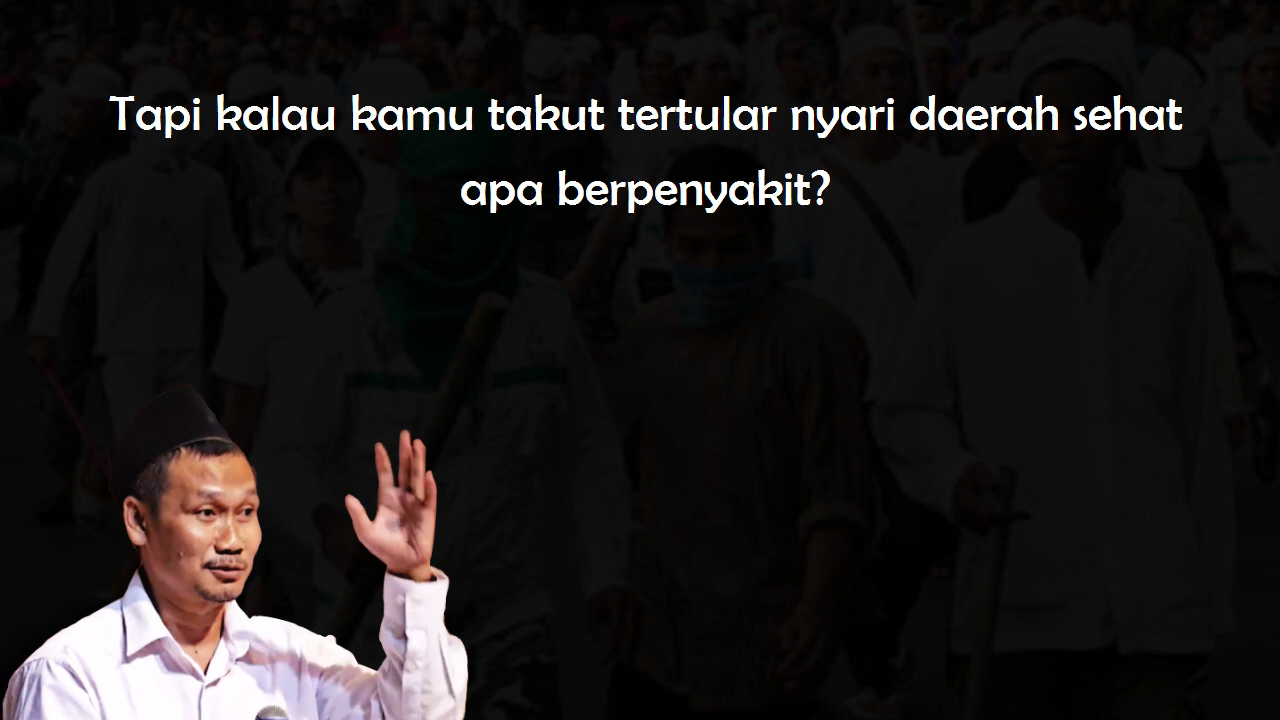 Tapi kalau kamu takut tertular nyari daerah sehat
apa berpenyakit?